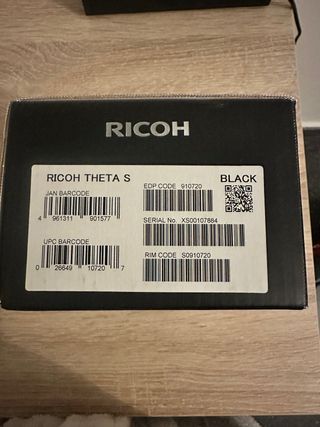 RICOH
RICOH THETA S
BLACK
JAN BARCODE
4 961311 901577
UPC BARCODE
0 26649 10720 7
EDP CODE 910720
SERIAL No. XS00107884
RIM CODE S0910720